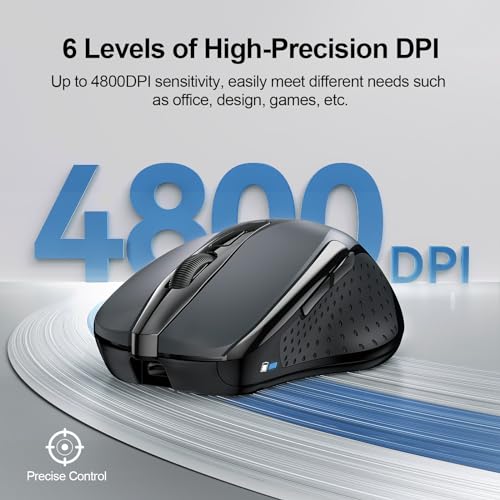 6 Levels of High-Precision DPI
Up to 4800DPI sensitivity, easily meet different needs such
as office, design, games, etc.
4800
DPI
Precise Control